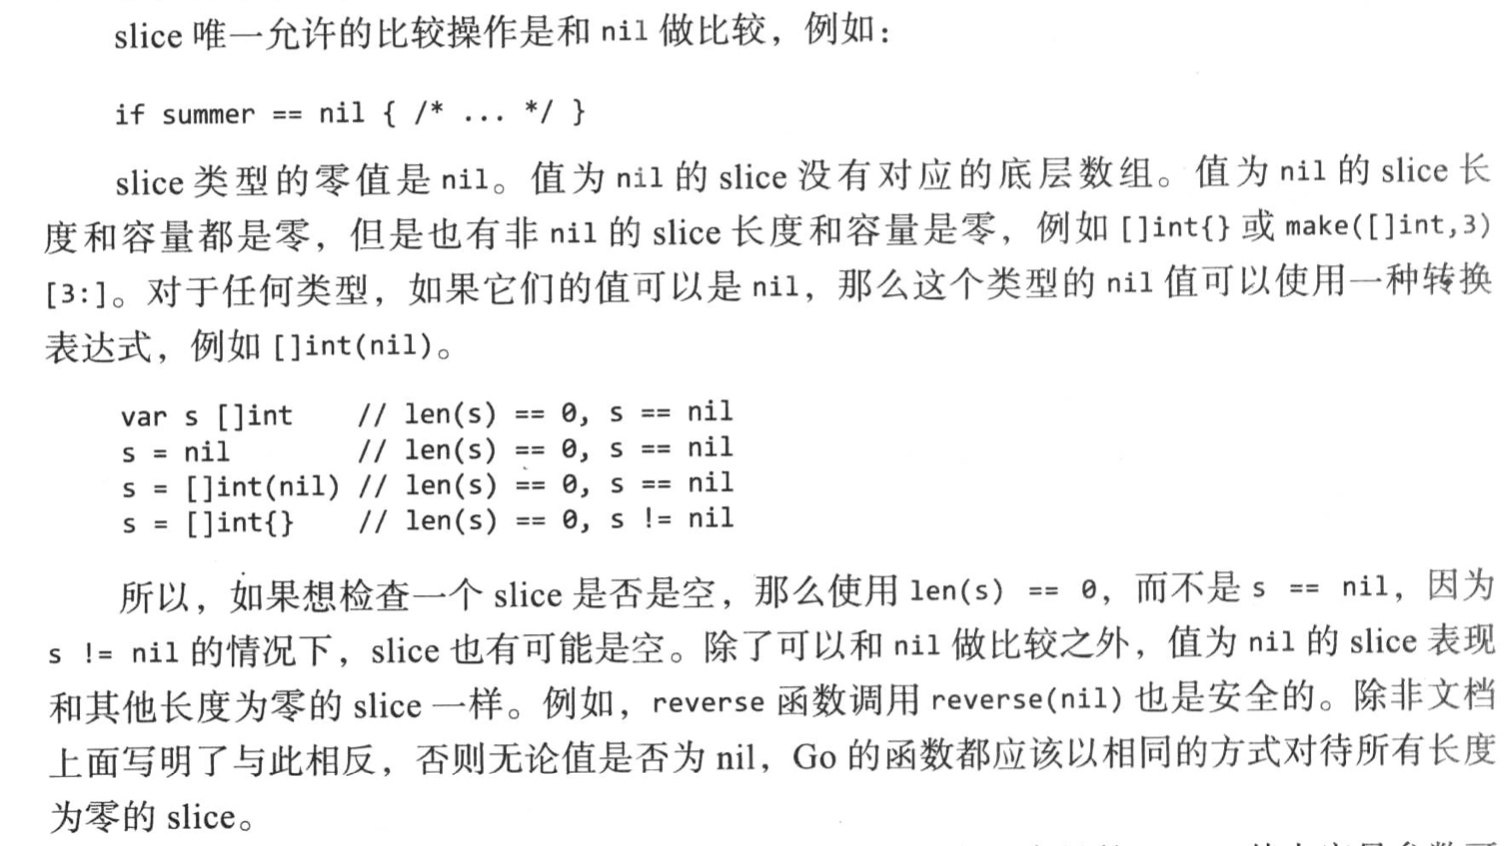 slice 唯一允许的比较操作是和 nil 做比较，例如：
if summer == nil { /* ... */ }
slice 类型的零值是 nil。值为 nil 的 slice 没有对应的底层数组。值为 nil 的 slice 长
度和容量都是零，但是也有非 nil 的 slice 长度和容量是零，例如 []int{} 或 make([]int,3)
[3:]。对于任何类型，如果它们的值可以是 nil，那么这个类型的 nil 值可以使用一种转换
表达式，例如 []int(nil)。
var s []int    // len(s) == 0, s == nil
s = nil        // len(s) == 0, s == nil
s = []int(nil) // len(s) == 0, s == nil
s = []int{}    // len(s) == 0, s != nil
所以，如果想检查一个 slice 是否是空，那么使用 len(s) == 0，而不是 s == nil，因为
s != nil 的情况下，slice 也有可能是空。除了可以和 nil 做比较之外，值为 nil 的 slice 表现
和其他长度为零的 slice 一样。例如，reverse 函数调用 reverse(nil) 也是安全的。除非文档
上面写明了与此相反，否则无论值是否为 nil，Go 的函数都应该以相同的方式对待所有长度
为零的 slice。